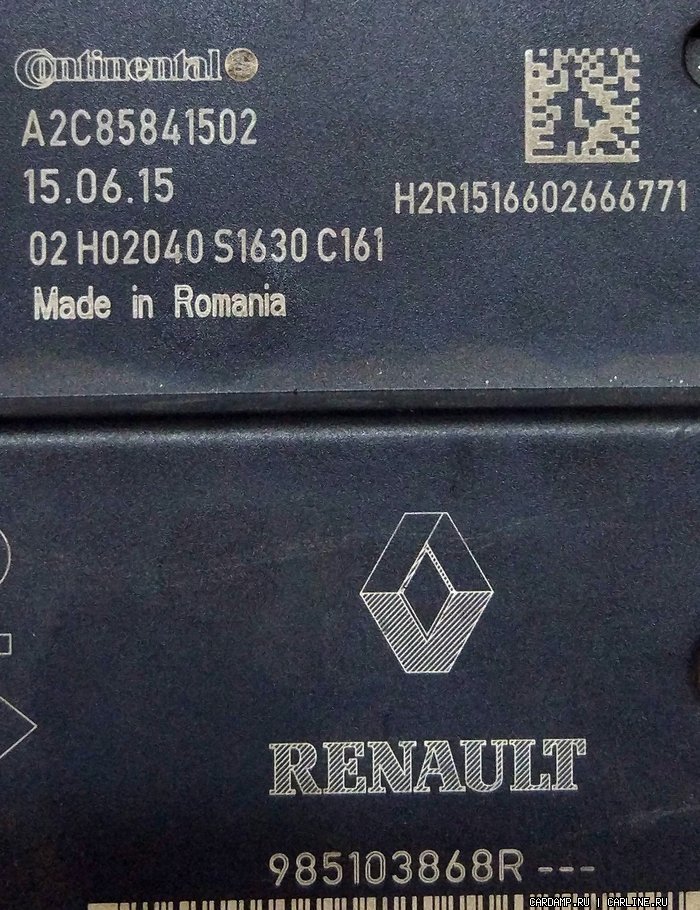 Continental
A2C85841502
15.06.15
H2R1516602666771
02 H02040 S1630 C161
Made in Romania
RENAULT
985103868R ---
CARDAMP.RU | CARLINE.RU